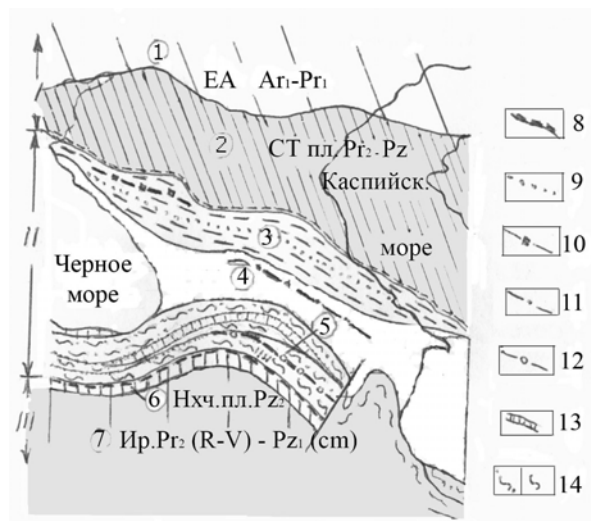 1
ЕА Ar₁-Pr₁
2
СТ пл. Pr₂-Pz
Каспийск.
море
3
Черное
море
4
5
6 Нхч.пл.Pz₂
7 Ир.Pr₂ (R-V) - Pz₁ (cm)
I
II
III
8
9
10
11
12
13
14